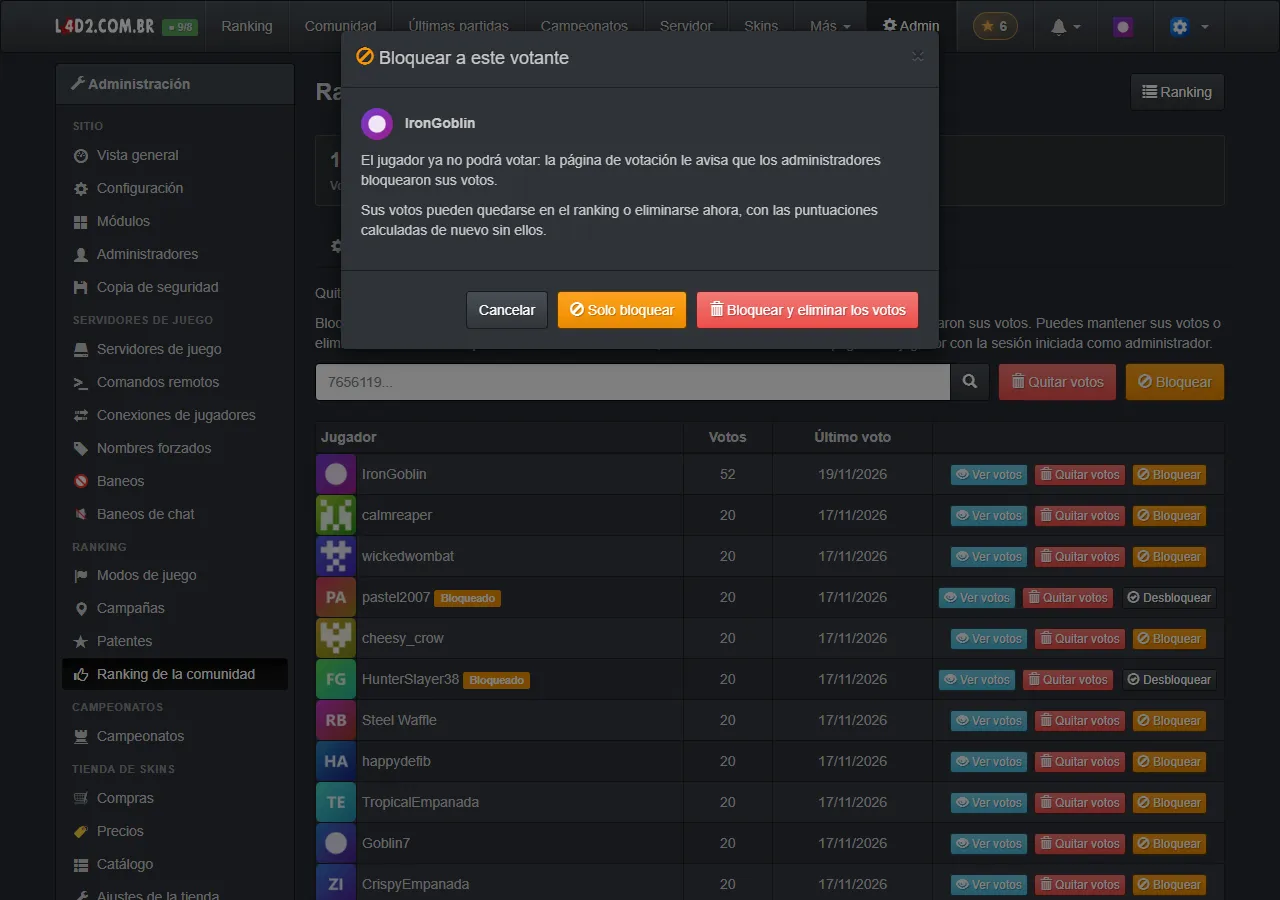 L4D2.COM.BR
9/8
Ranking
Comunidad
Últimas partidas
Campeonatos
Servidor
Skins
Más
Admin
6
Bloquear a este votante
IronGoblin
El jugador ya no podrá votar: la página de votación le avisa que los administradores
bloquearon sus votos.
Sus votos pueden quedarse en el ranking o eliminarse ahora, con las puntuaciones
calculadas de nuevo sin ellos.
Cancelar
Solo bloquear
Bloquear y eliminar los votos
Administración
SITIO
Vista general
Configuración
Módulos
Administradores
Copia de seguridad
SERVIDORES DE JUEGO
Servidores de juego
Comandos remotos
Conexiones de jugadores
Nombres forzados
Baneos
Baneos de chat
RANKING
Modos de juego
Campañas
Patentes
Ranking de la comunidad
CAMPEONATOS
Campeonatos
TIENDA DE SKINS
Compras
Precios
Catálogo
Ajustes de la tienda
Ranking
sus votos. Puedes mantener sus votos o
con la sesión iniciada como administrador.
7656119...
Quitar votos
Bloquear
Jugador Votos Último voto
IronGoblin 52 19/11/2026 Ver votos Quitar votos Bloquear
calmreaper 20 17/11/2026 Ver votos Quitar votos Bloquear
wickedwombat 20 17/11/2026 Ver votos Quitar votos Bloquear
PA pastel2007 Bloqueado 20 17/11/2026 Ver votos Quitar votos Desbloquear
cheesy_crow 20 17/11/2026 Ver votos Quitar votos Bloquear
FG HunterSlayer38 Bloqueado 20 17/11/2026 Ver votos Quitar votos Desbloquear
RB Steel Waffle 20 17/11/2026 Ver votos Quitar votos Bloquear
HA happydefib 20 17/11/2026 Ver votos Quitar votos Bloquear
TE TropicalEmpanada 20 17/11/2026 Ver votos Quitar votos Bloquear
Goblin7 20 17/11/2026 Ver votos Quitar votos Bloquear
ZI CrispyEmpanada 20 17/11/2026 Ver votos Quitar votos Bloquear